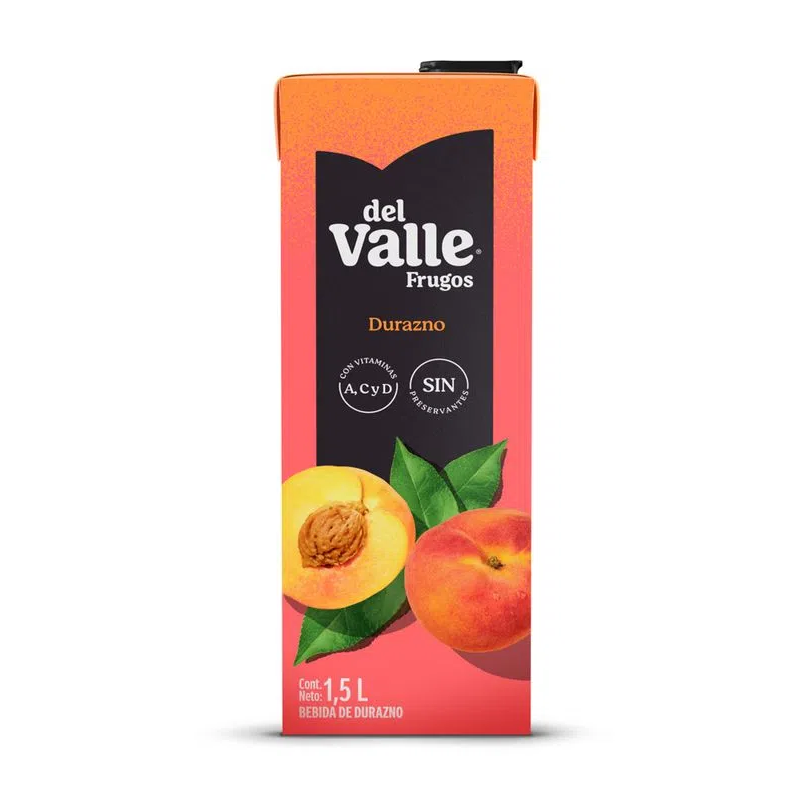 del
Valle®
Frugos
Durazno
CON VITAMINAS
A, C y D
SIN
PRESERVANTES
Cont.
Neto: 1,5 L
BEBIDA DE DURAZNO